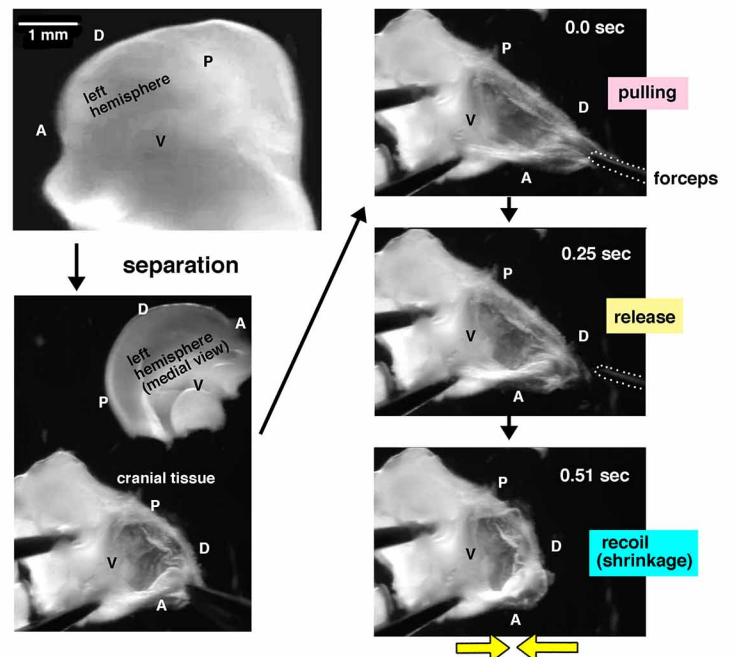 1 mm
D
P
left
hemisphere
A
V
separation
D
A
left
hemisphere
(medial view)
V
P
cranial tissue
P
D
V
A
0.0 sec
P
pulling
D
V
forceps
A
0.25 sec
P
release
D
V
A
0.51 sec
P
recoil
(shrinkage)
D
V
A